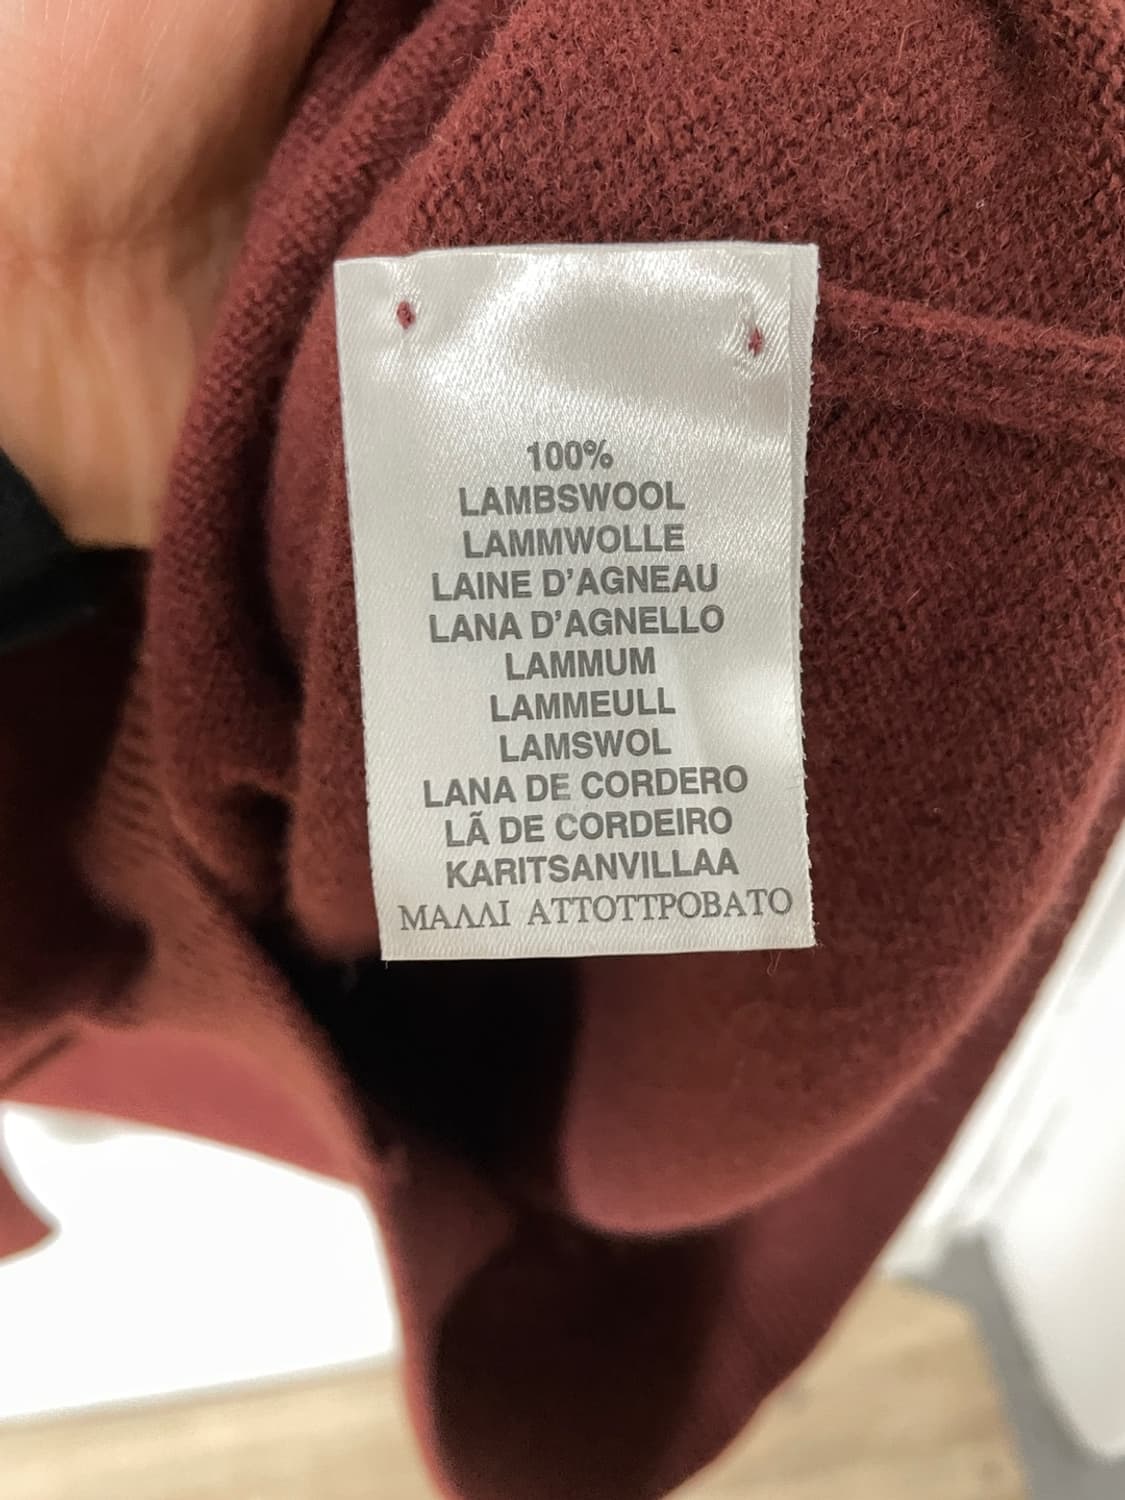 100%
LAMBSWOOL
LAMMWOLLE
LAINE D'AGNEAU
LANA D'AGNELLO
LAMMUM
LAMMEULL
LAMSWOL
LANA DE CORDERO
LÃ DE CORDEIRO
KARITSANVILLAA
ΜΑΛΛΙ ΑΤΤΟΤΤΡΟΒΑΤΟ